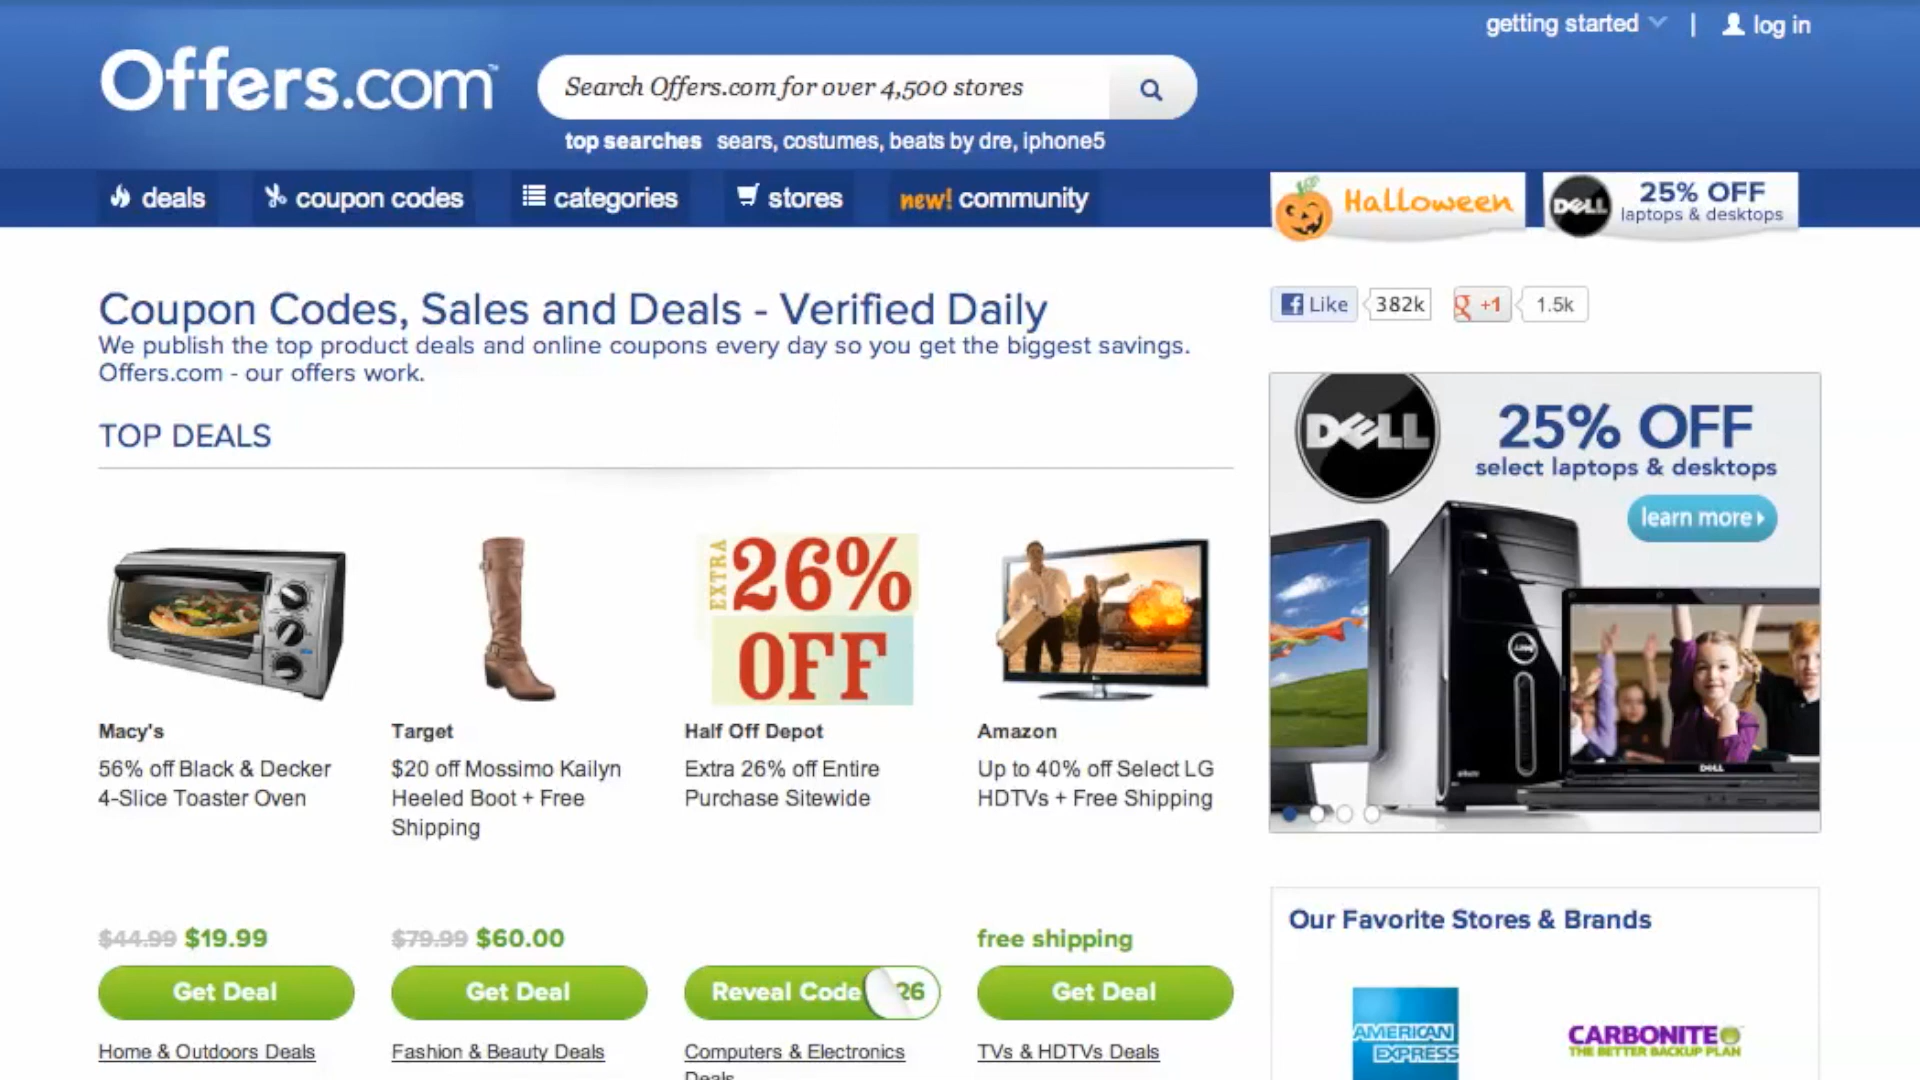 getting started | log in
Offers.com™
Search Offers.com for over 4,500 stores
top searches sears, costumes, beats by dre, iphone5
deals coupon codes categories stores new! community
Halloween
DELL 25% OFF
laptops & desktops
Coupon Codes, Sales and Deals - Verified Daily
We publish the top product deals and online coupons every day so you get the biggest savings.
Offers.com - our offers work.
Like 382k +1 1.5k
TOP DEALS
DELL 25% OFF
select laptops & desktops
learn more
EXTRA
26%
OFF
DELL
Macy's
56% off Black & Decker
4-Slice Toaster Oven
$44.99 $19.99
Get Deal
Home & Outdoors Deals
Target
$20 off Mossimo Kailyn
Heeled Boot + Free
Shipping
$79.99 $60.00
Get Deal
Fashion & Beauty Deals
Half Off Depot
Extra 26% off Entire
Purchase Sitewide
Reveal Code 26
Computers & Electronics
Deals
Amazon
Up to 40% off Select LG
HDTVs + Free Shipping
free shipping
Get Deal
TVs & HDTVs Deals
Our Favorite Stores & Brands
AMERICAN
EXPRESS
CARBONITE
THE BETTER BACKUP PLAN